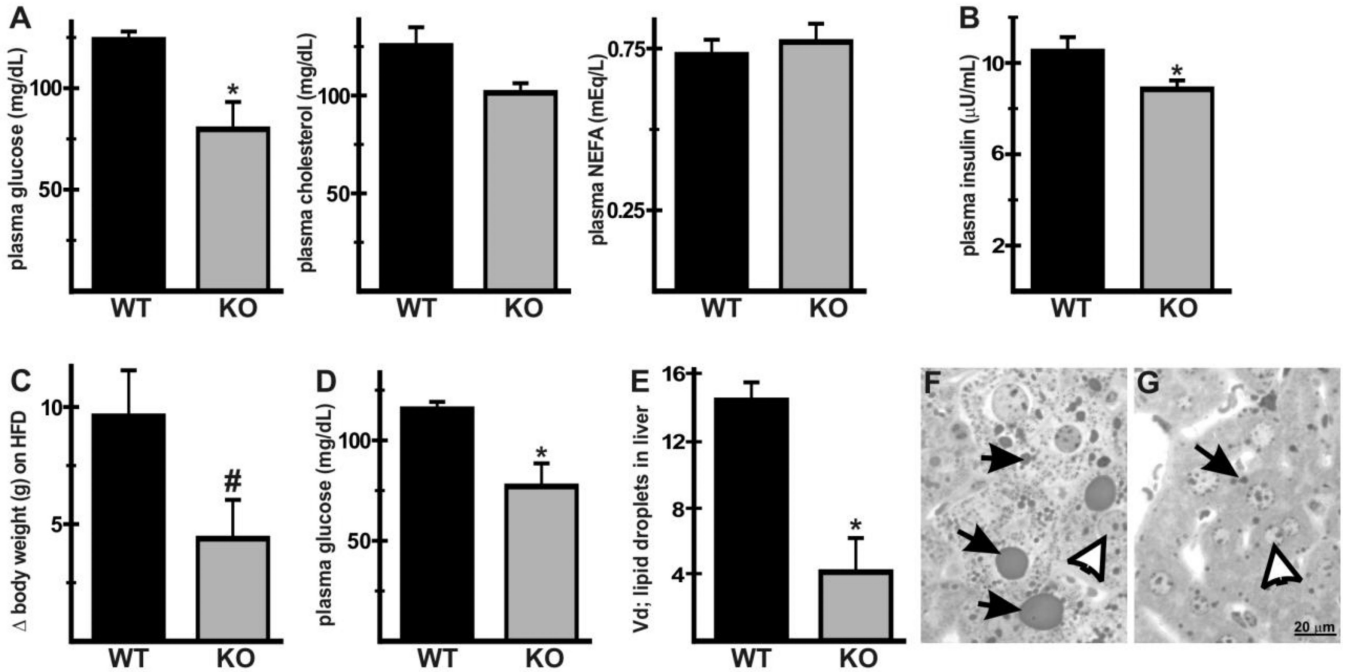 A
plasma glucose (mg/dL)
100
50
*
WT
KO
plasma cholesterol (mg/dL)
100
50
WT
KO
plasma NEFA (mEq/L)
0.75
0.25
WT
KO
B
plasma insulin (μU/mL)
10
6
2
*
WT
KO
C
Δ body weight (g) on HFD
10
5
#
WT
KO
D
plasma glucose (mg/dL)
100
50
*
WT
KO
E
Vd; lipid droplets in liver
16
12
8
4
*
WT
KO
F
G
20 μm